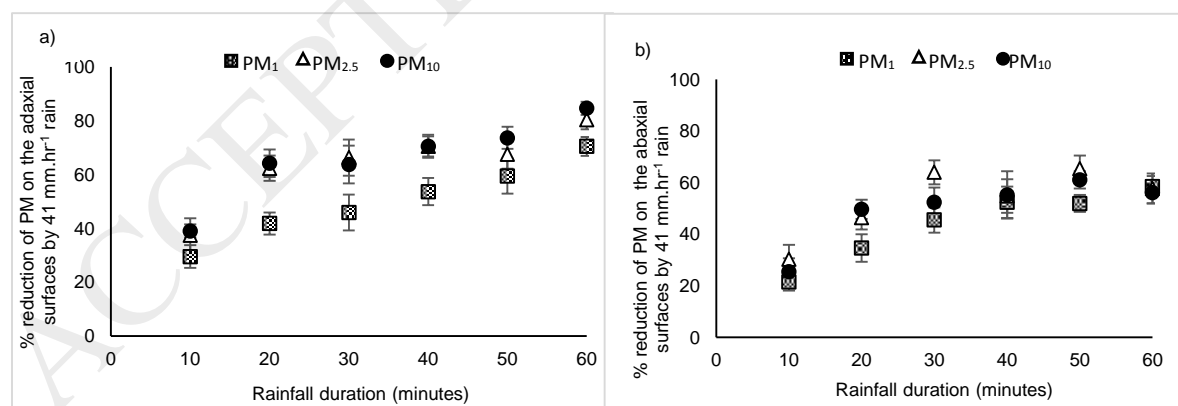 a)
PM₁ PM₂.₅ PM₁₀
% reduction of PM on the adaxial
surfaces by 41 mm.hr⁻¹ rain
100
80
60
40
20
0
0 10 20 30 40 50 60
Rainfall duration (minutes)
b)
PM₁ PM₂.₅ PM₁₀
% reduction of PM on the abaxial
surfaces by 41 mm.hr⁻¹ rain
100
80
60
40
20
0
0 10 20 30 40 50 60
Rainfall duration (minutes)